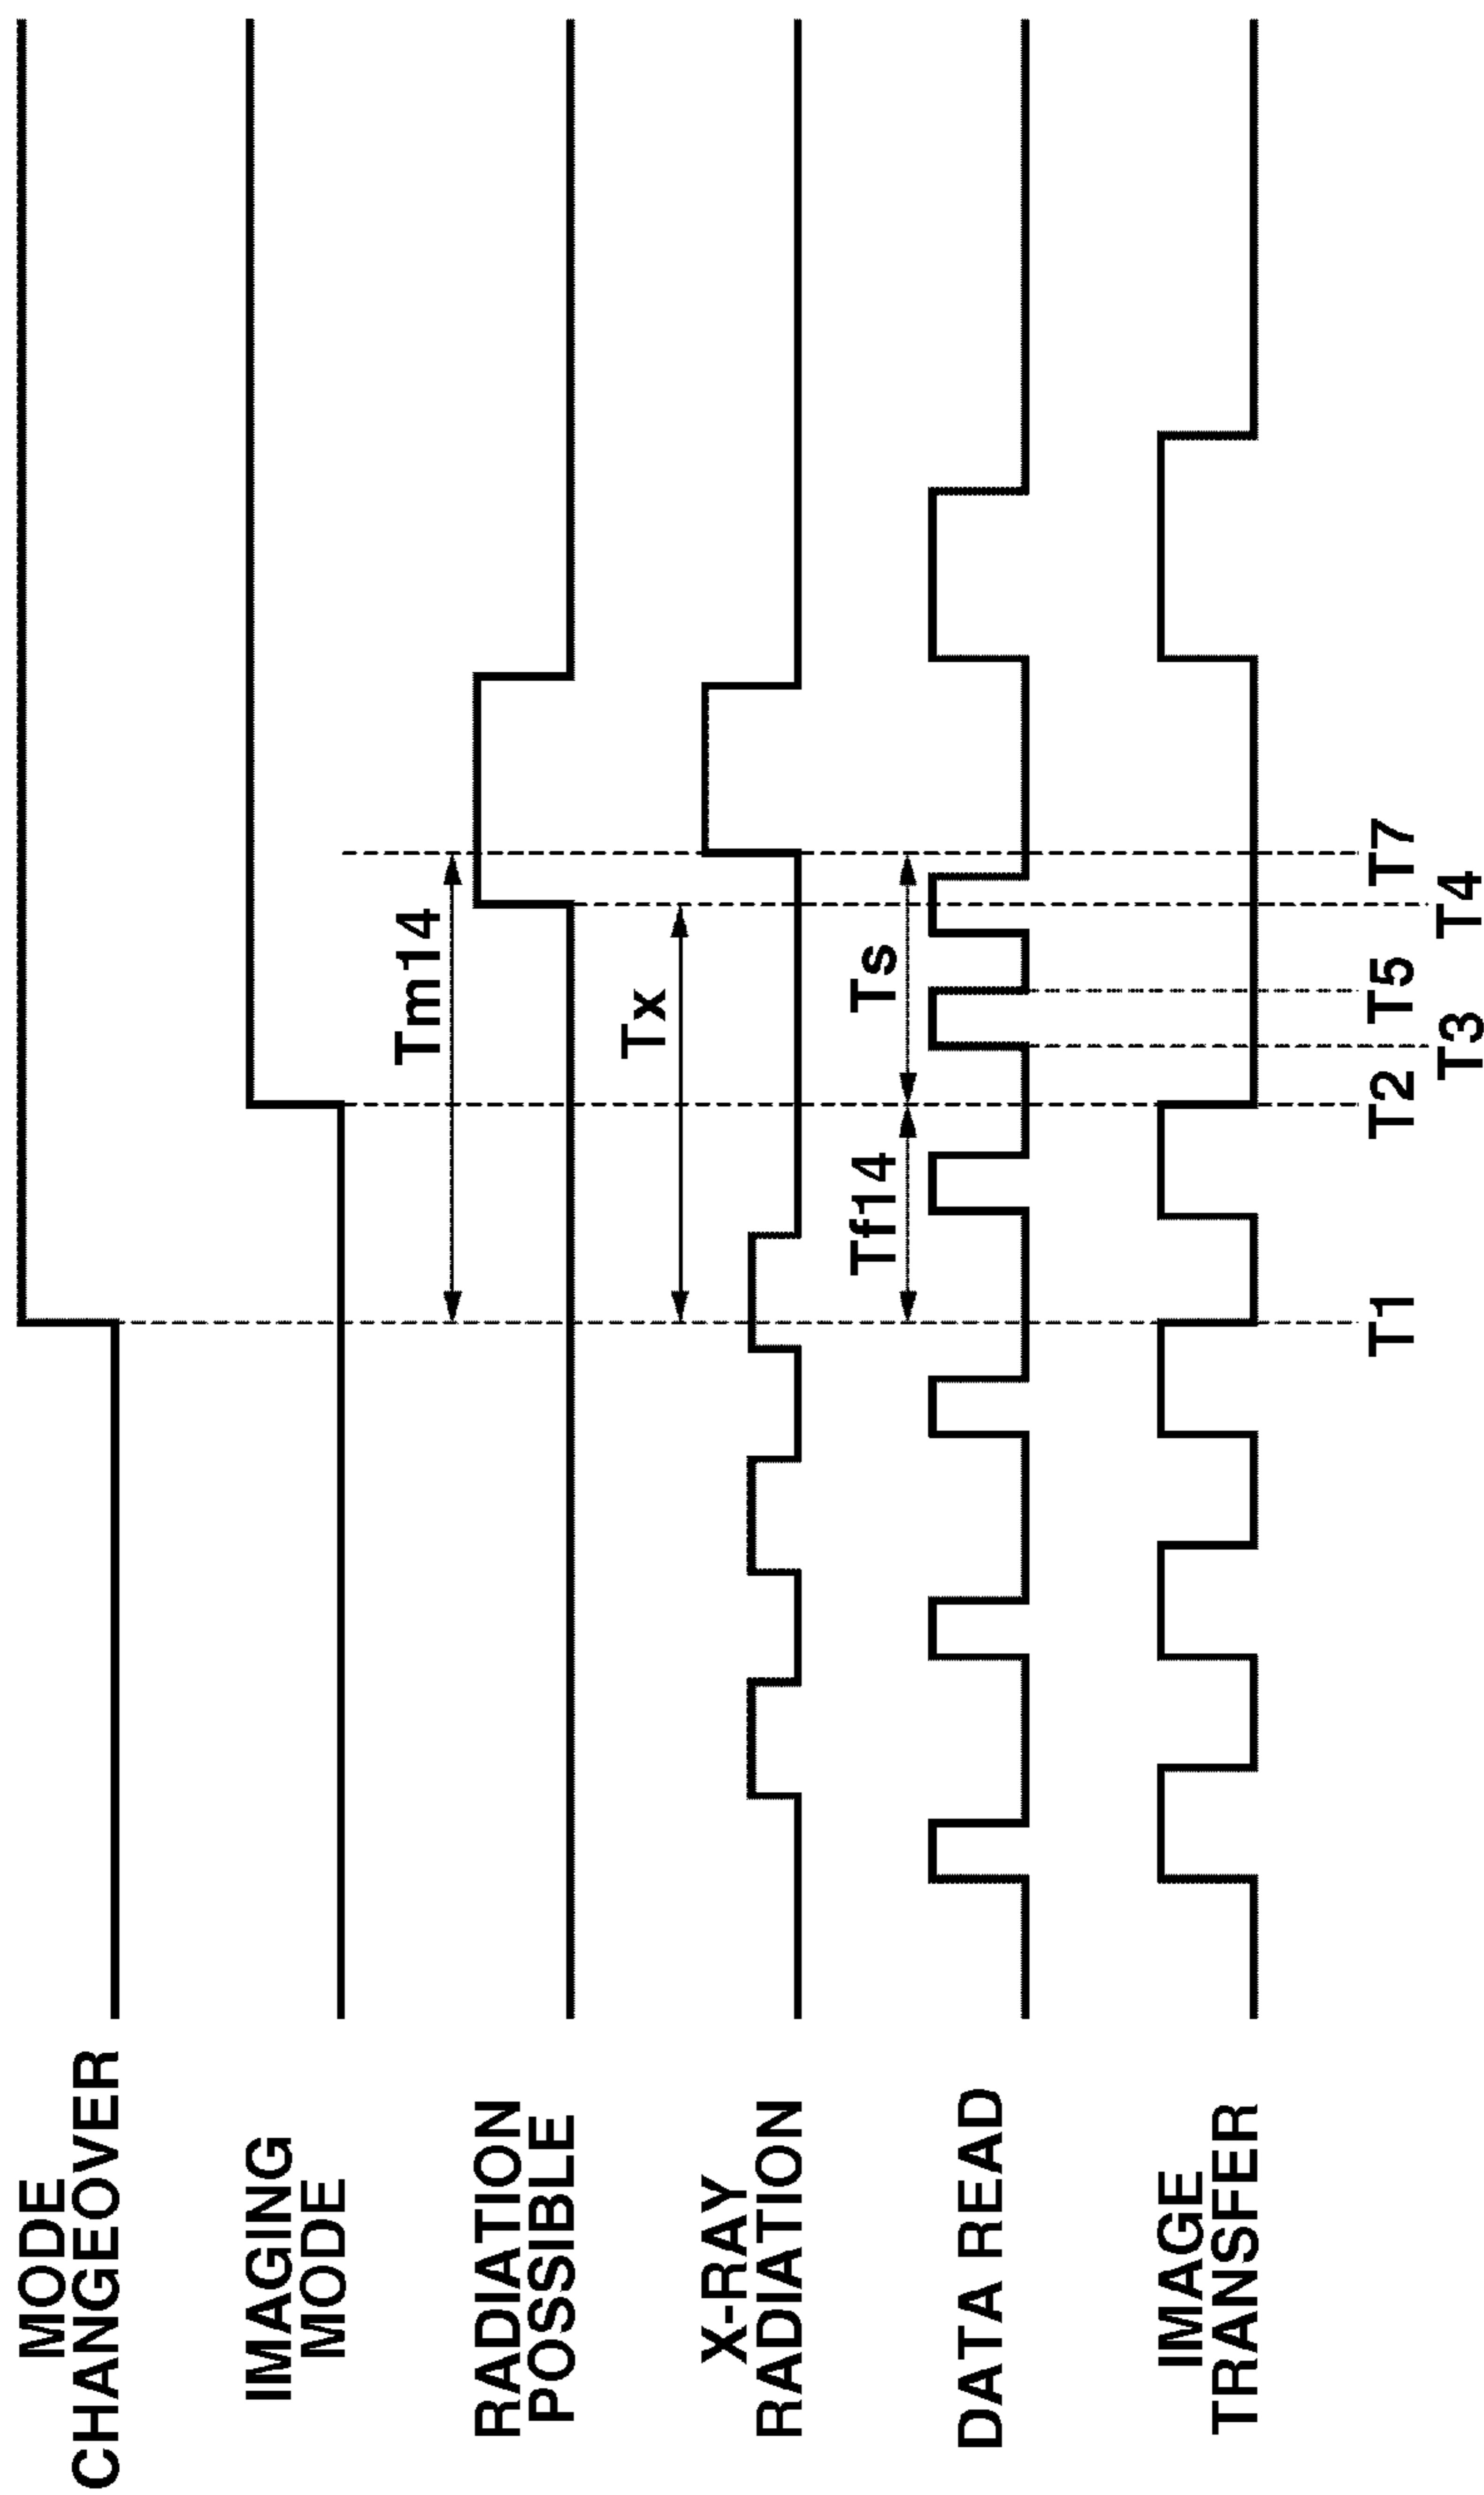 MODE
CHANGEOVER
IMAGING
MODE
Tm14
RADIATION
POSSIBLE
Tx
X-RAY
RADIATION
Tf14
Ts
DATA READ
IMAGE
TRANSFER
T1
T2
T5
T7
T3
T4